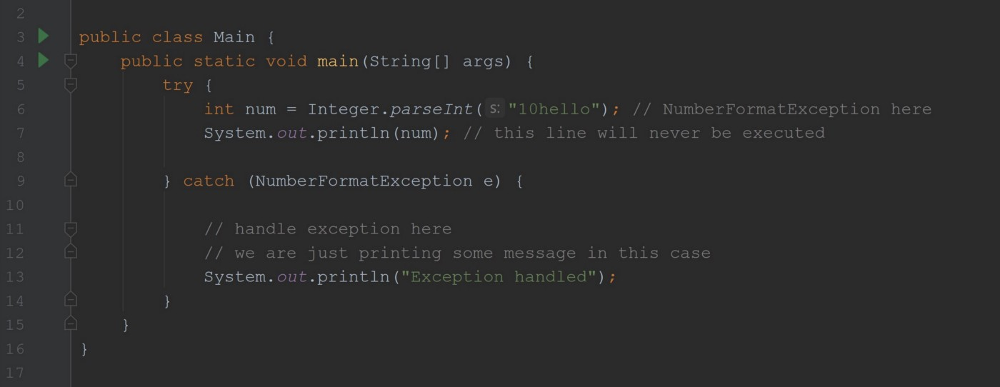 2
3 public class Main {
4 public static void main(String[] args) {
5 try {
6 int num = Integer.parseInt( s: "10hello"); // NumberFormatException here
7 System.out.println(num); // this line will never be executed
8
9 } catch (NumberFormatException e) {
10
11 // handle exception here
12 // we are just printing some message in this case
13 System.out.println("Exception handled");
14 }
15 }
16 }
17